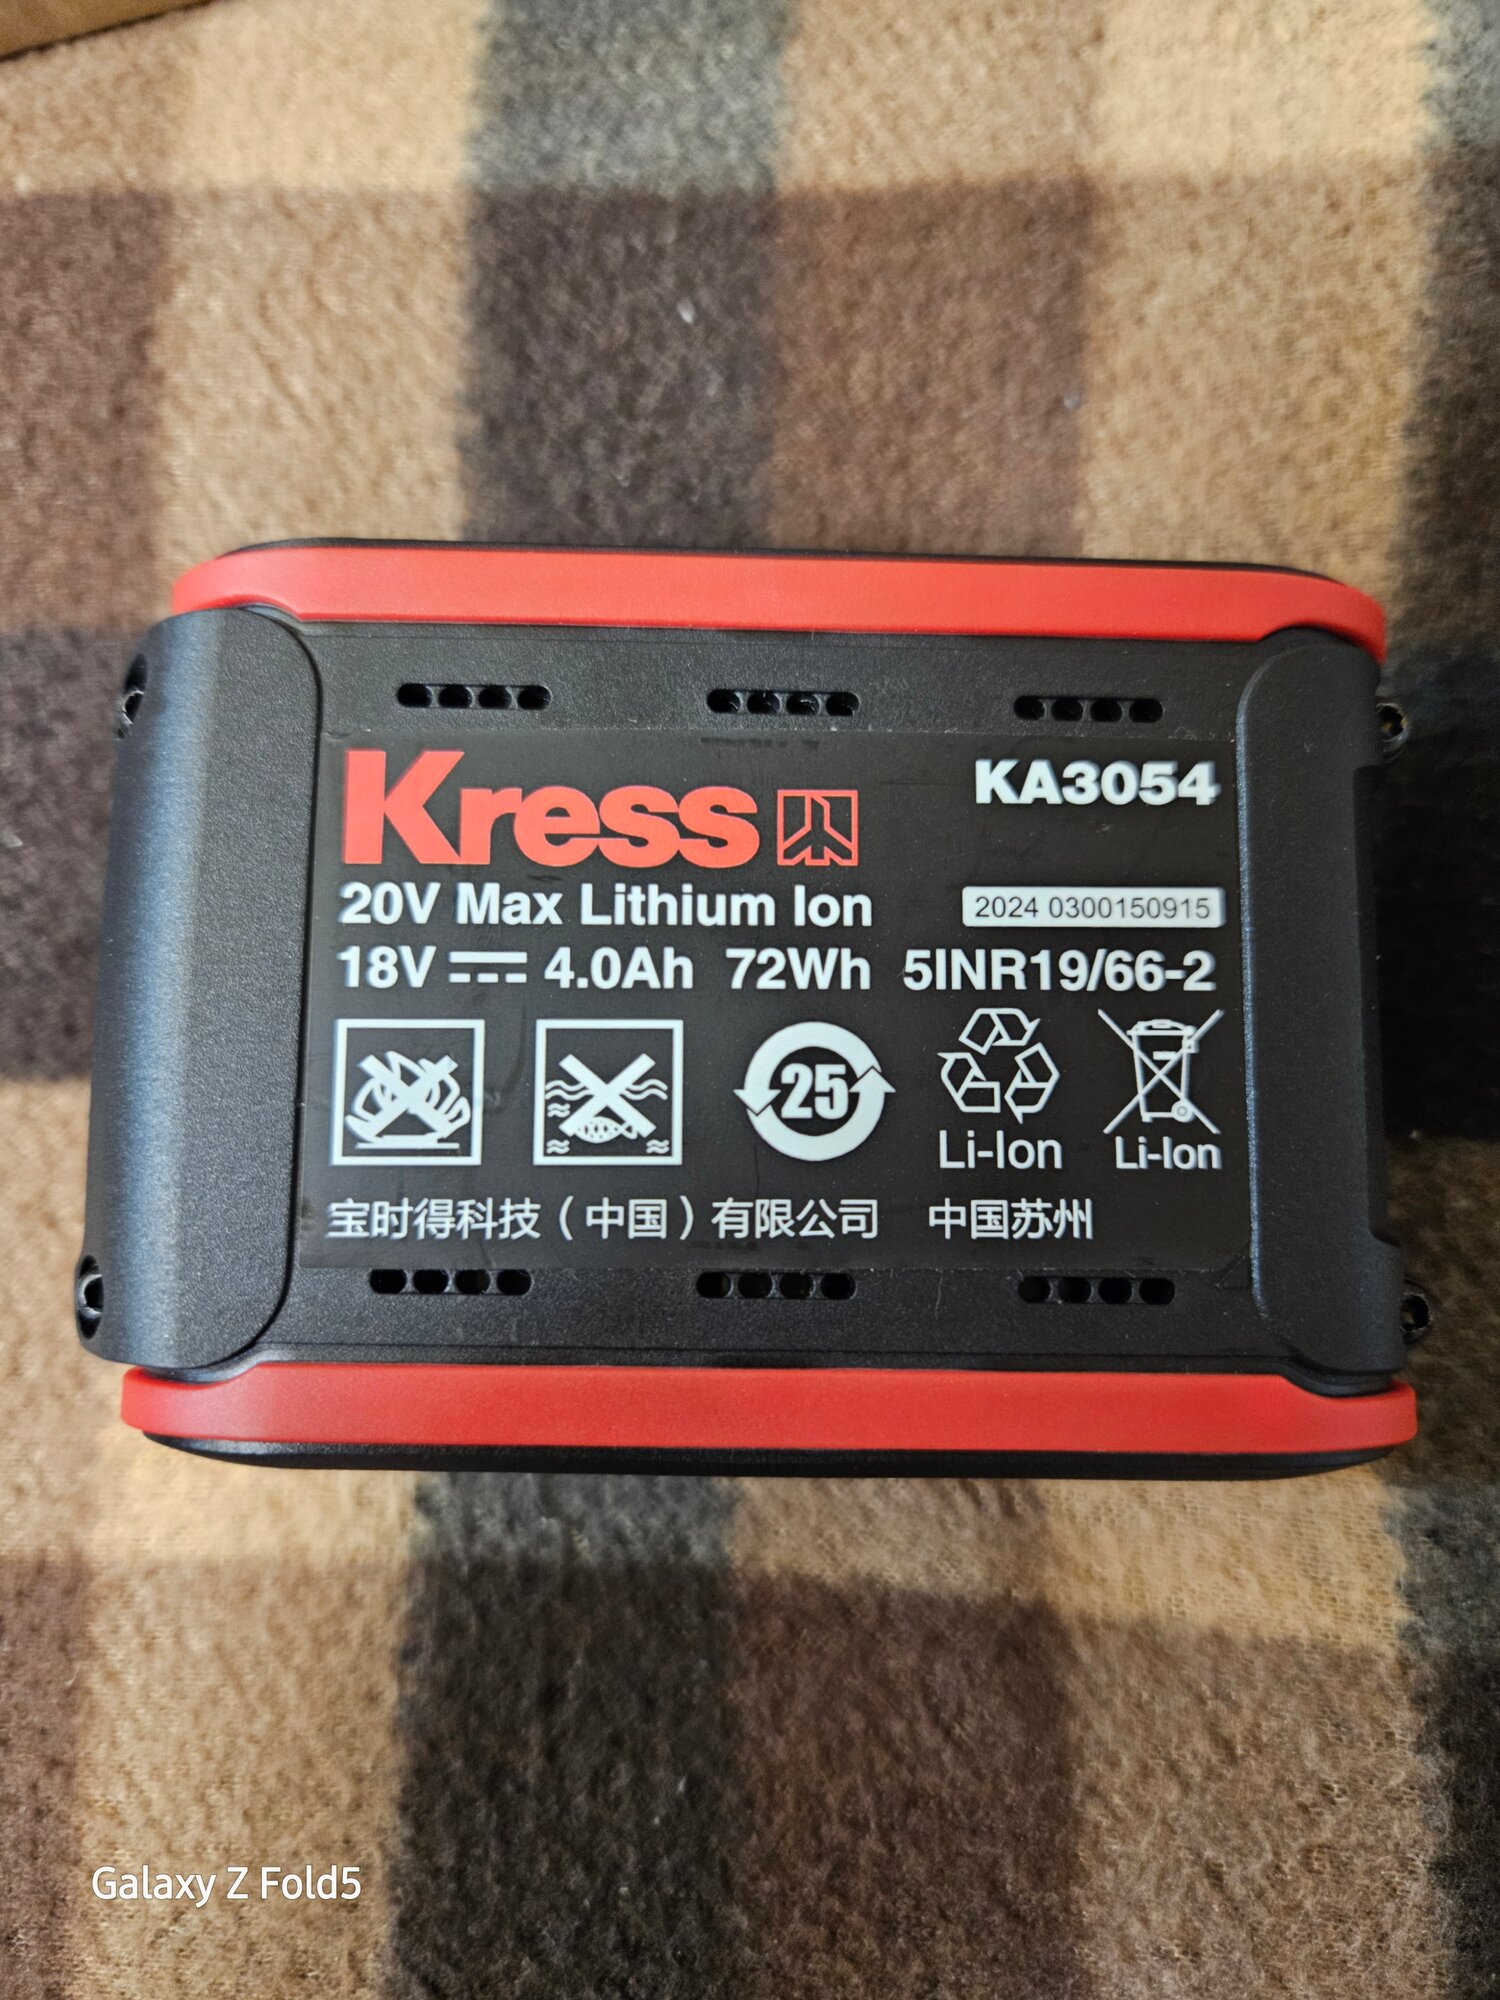 Kress
KA3054
20V Max Lithium Ion
2024 0300150915
18V 4.0Ah 72Wh 5INR19/66-2
25
Li-Ion
Li-Ion
宝时得科技（中国）有限公司 中国苏州
Galaxy Z Fold5